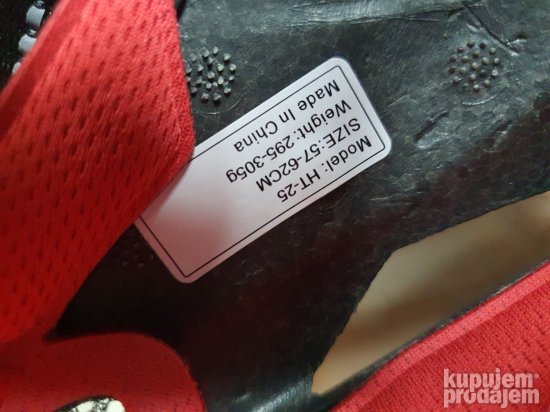 Model: HT-25
SIZE:57-62CM
Weight: 295-305g
Made In China
kupujem
prodajem